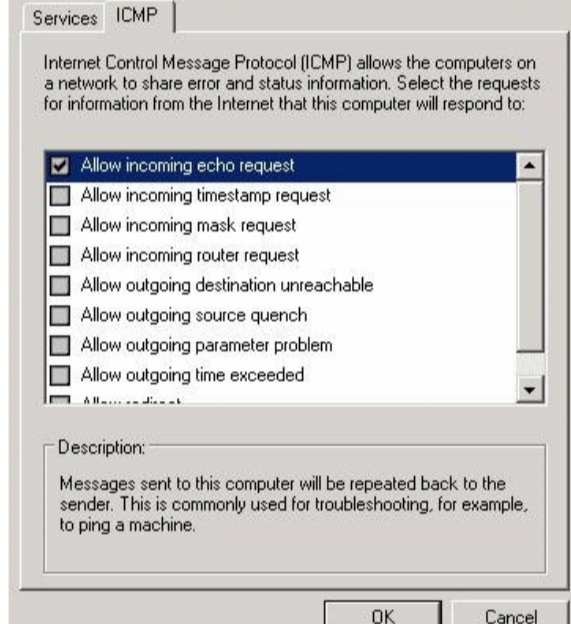 Services ICMP
Internet Control Message Protocol (ICMP) allows the computers on
a network to share error and status information. Select the requests
for information from the Internet that this computer will respond to:
Allow incoming echo request
Allow incoming timestamp request
Allow incoming mask request
Allow incoming router request
Allow outgoing destination unreachable
Allow outgoing source quench
Allow outgoing parameter problem
Allow outgoing time exceeded
Allow redirect
Description:
Messages sent to this computer will be repeated back to the
sender. This is commonly used for troubleshooting, for example,
to ping a machine.
OK Cancel